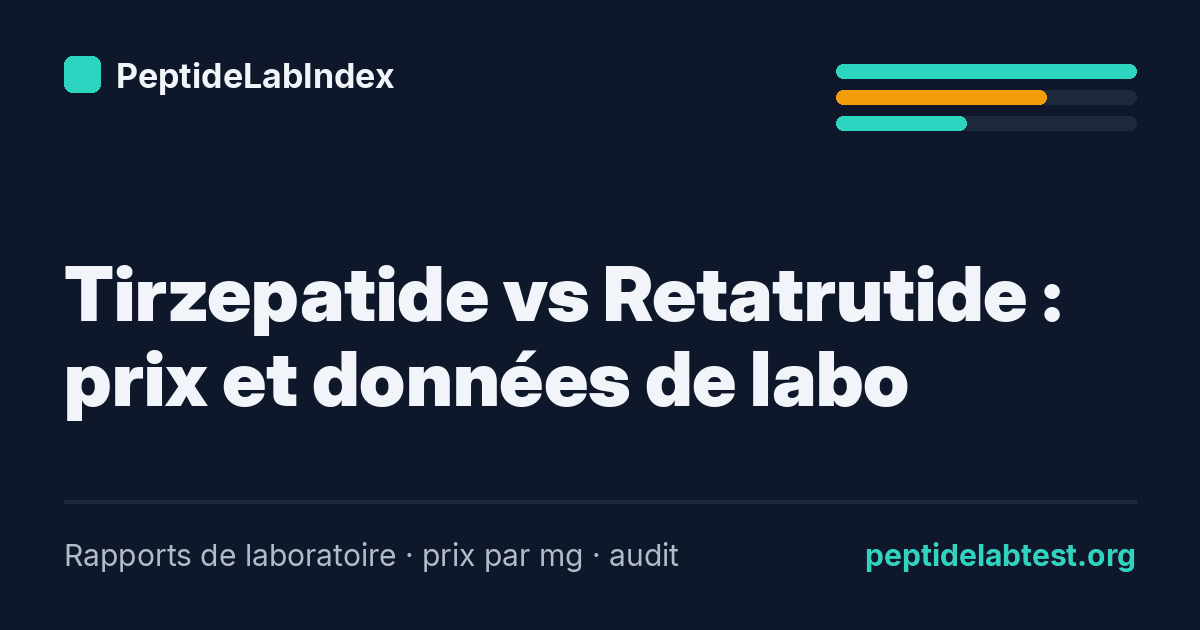 PeptideLabIndex
Tirzepatide vs Retatrutide :
prix et données de labo
Rapports de laboratoire · prix par mg · audit
peptidelabtest.org